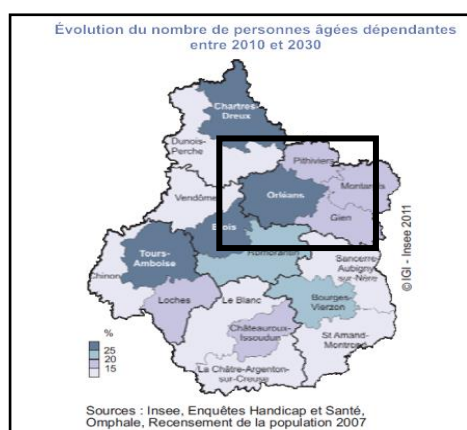 Évolution du nombre de personnes âgées dépendantes
entre 2010 et 2030
Chartres-
Dreux
Dunois-
Perche
Pithiviers
Orléans
Montargis
Vendôme
Gien
Blois
Romorantin
Tours-
Amboise
Sancerre-
Aubigny-
sur-Nère
Chinon
Loches
Le Blanc
Bourges-
Vierzon
Châteauroux-
Issoudun
St Amand-
Montrond
La Châtre-Argenton-
sur-Creuse
%
25
20
15
© IGI - Insee 2011
Sources : Insee, Enquêtes Handicap et Santé,
Omphale, Recensement de la population 2007